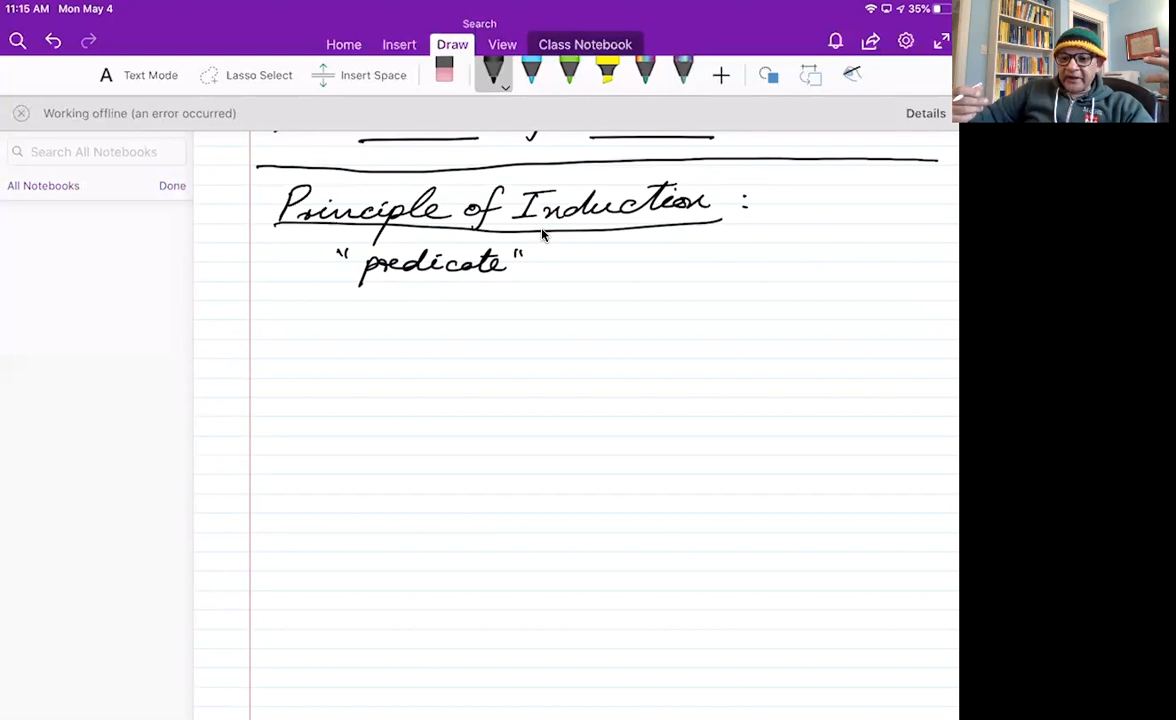 11:15 AM Mon May 4
35%
Search
Home Insert Draw View Class Notebook
Text Mode Lasso Select Insert Space
Working offline (an error occurred) Details
Search All Notebooks
All Notebooks Done
Principle of Induction :
"predicate"